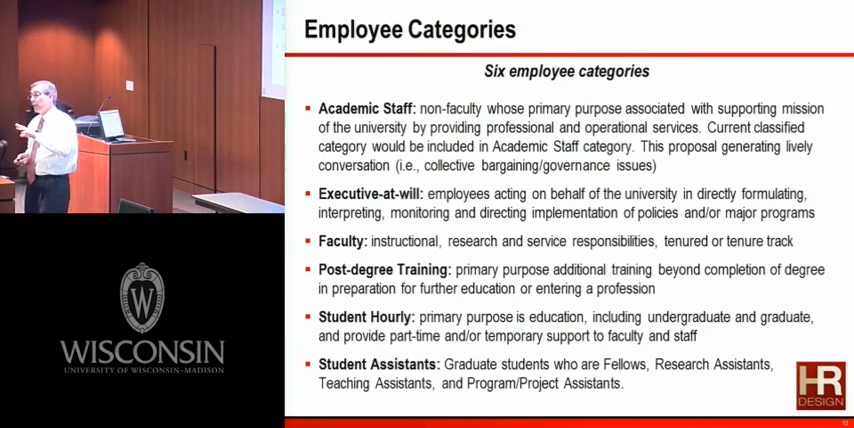 Employee Categories
Six employee categories
Academic Staff: non-faculty whose primary purpose associated with supporting mission
of the university by providing professional and operational services. Current classified
category would be included in Academic Staff category. This proposal generating lively
conversation (i.e., collective bargaining/governance issues)
Executive-at-will: employees acting on behalf of the university in directly formulating,
interpreting, monitoring and directing implementation of policies and/or major programs
Faculty: instructional, research and service responsibilities, tenured or tenure track
Post-degree Training: primary purpose additional training beyond completion of degree
in preparation for further education or entering a profession
Student Hourly: primary purpose is education, including undergraduate and graduate,
and provide part-time and/or temporary support to faculty and staff
Student Assistants: Graduate students who are Fellows, Research Assistants,
Teaching Assistants, and Program/Project Assistants.
W
WISCONSIN
UNIVERSITY OF WISCONSIN–MADISON
HR
DESIGN
12